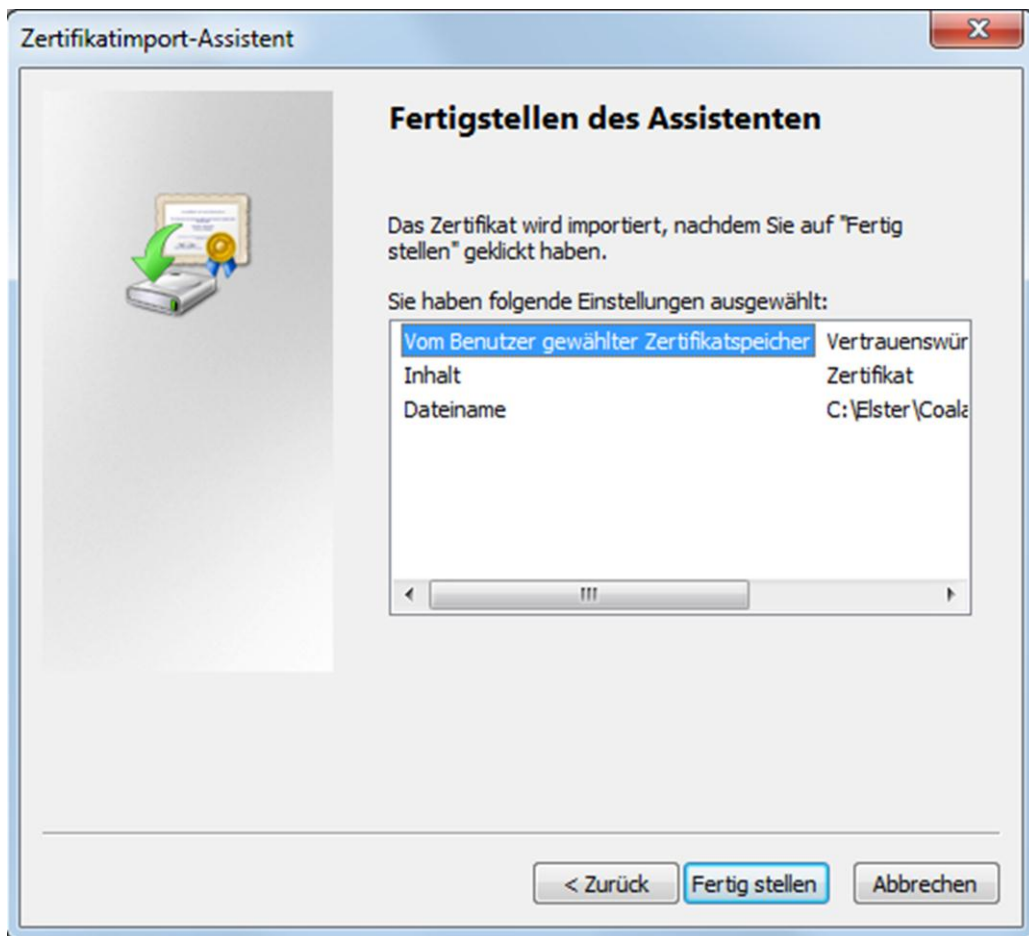 Zertifikatimport-Assistent
Fertigstellen des Assistenten
Das Zertifikat wird importiert, nachdem Sie auf "Fertig
stellen" geklickt haben.
Sie haben folgende Einstellungen ausgewählt:
Vom Benutzer gewählter Zertifikatspeicher Vertrauenswür
Inhalt Zertifikat
Dateiname C:\Elster\Coala
< Zurück Fertig stellen Abbrechen